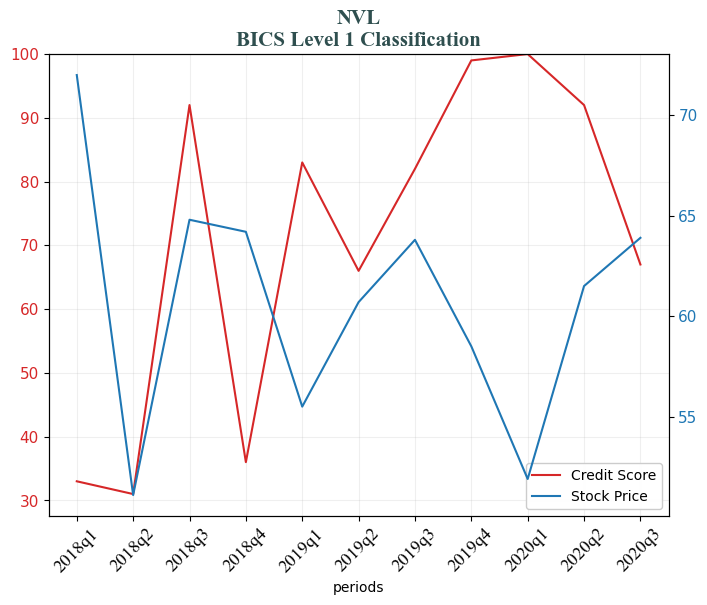 NVL
BICS Level 1 Classification
100
90
80
70
60
50
40
30
70
65
60
55
Credit Score
Stock Price
2018q1
2018q2
2018q3
2018q4
2019q1
2019q2
2019q3
2019q4
2020q1
2020q2
2020q3
periods